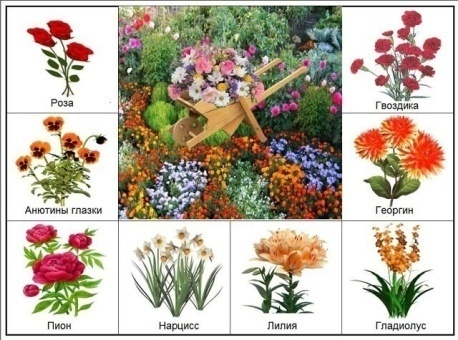 Роза
Гвоздика
Анютины глазки
Георгин
Пион
Нарцисс
Лилия
Гладиолус